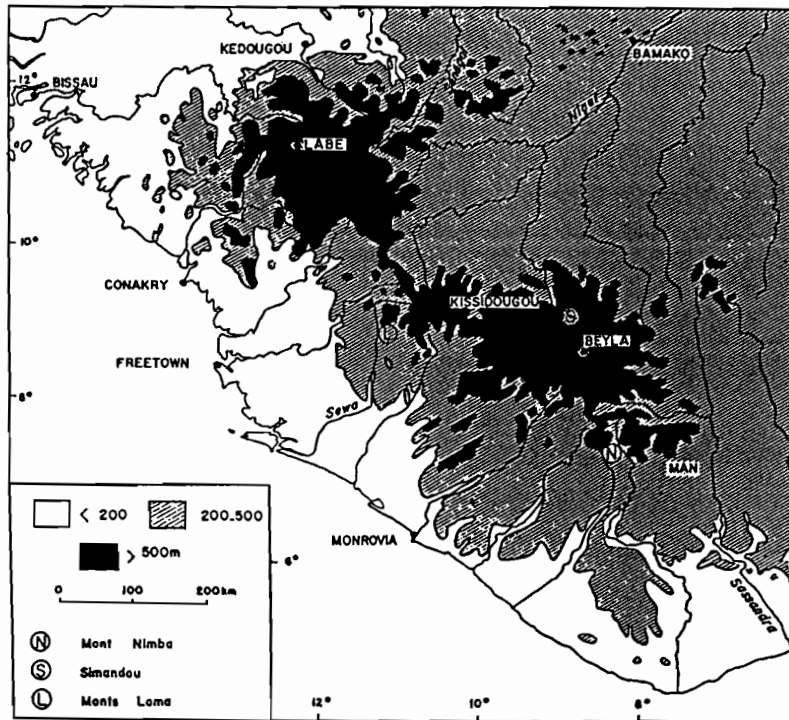 KEDOUGOU
BAMAKO
12°
BISSAU
Niger
LABE
10°
CONAKRY
KISSIDOUGOU
S
L
BEYLA
FREETOWN
8°
Sewa
N
MAN
< 200
200-500
> 500m
MONROVIA
6°
0 100 200km
Sassandra
N Mont Nimba
S Simandou
L Monts Loma
12° 10° 8°